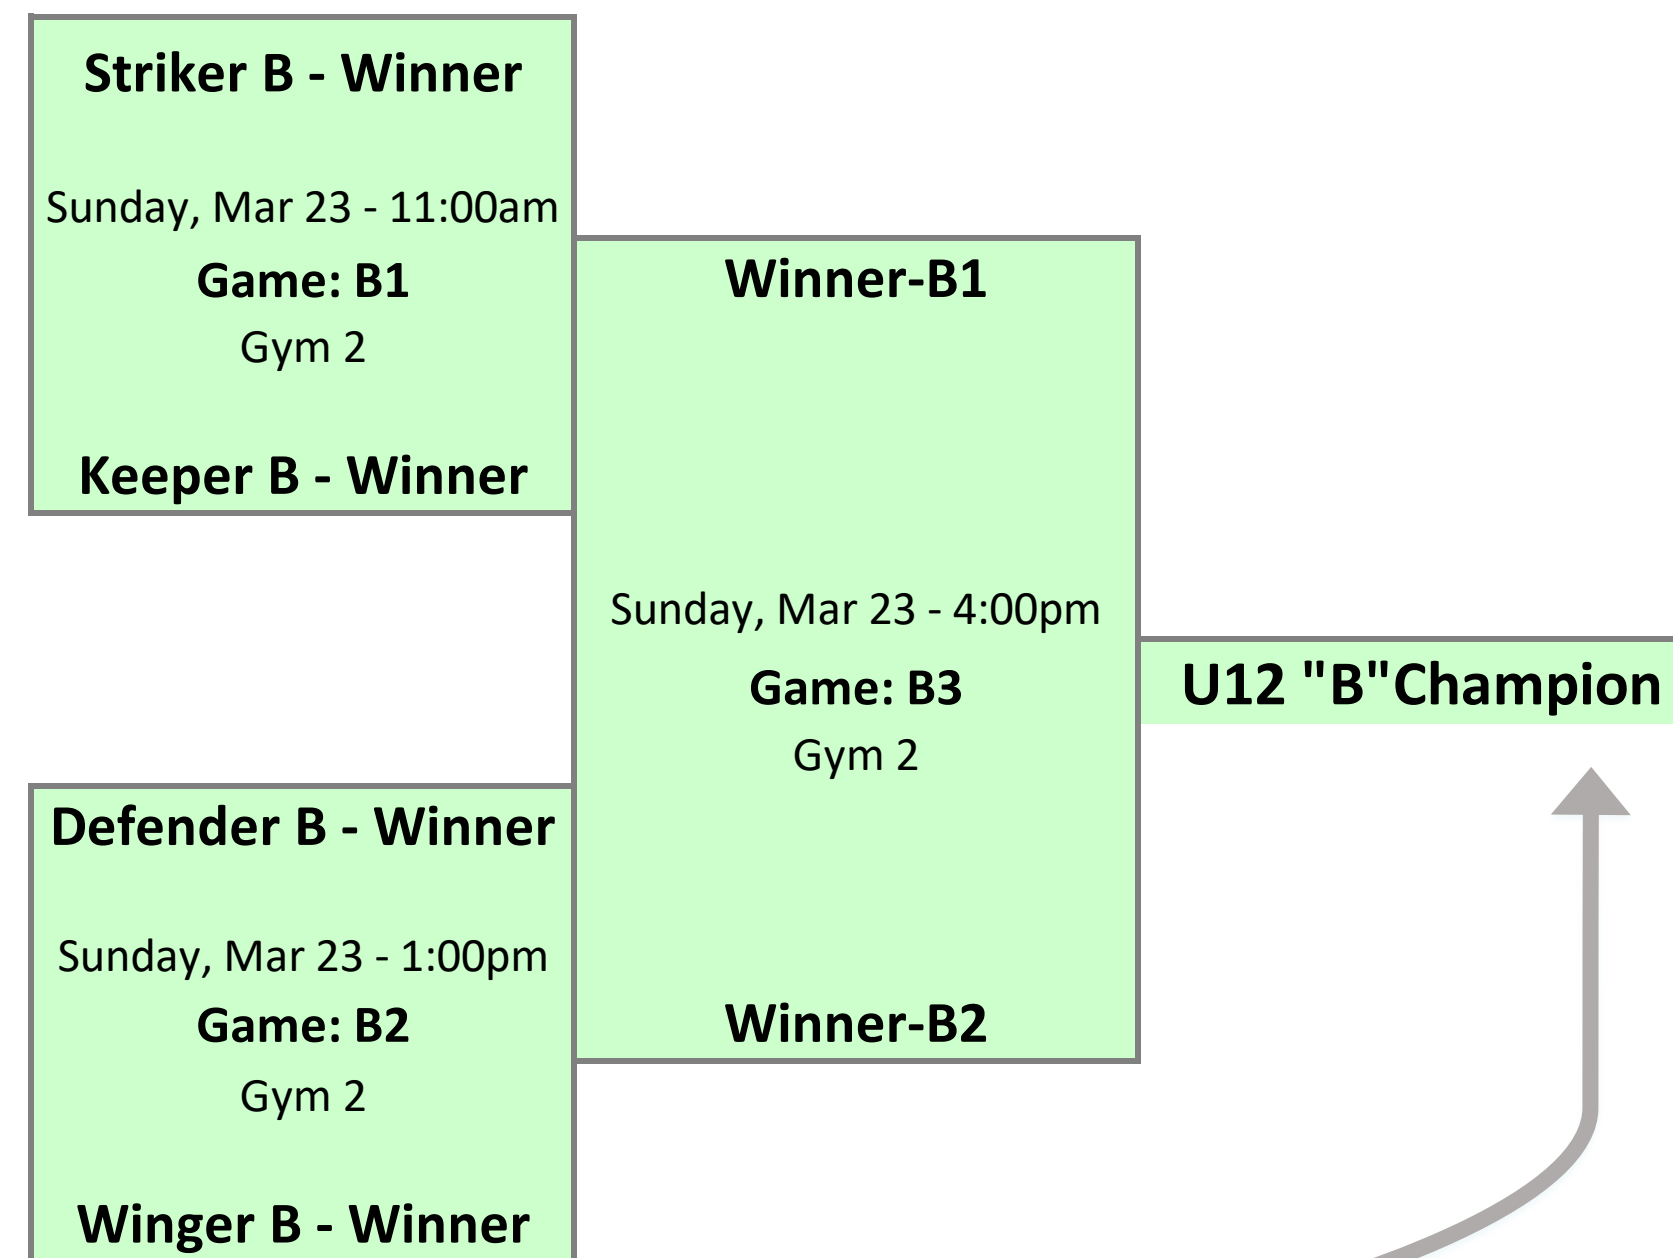 Striker B - Winner
Sunday, Mar 23 - 11:00am
Game: B1
Gym 2
Keeper B - Winner
Winner-B1
Sunday, Mar 23 - 4:00pm
Game: B3
Gym 2
Winner-B2
U12 "B"Champion
Defender B - Winner
Sunday, Mar 23 - 1:00pm
Game: B2
Gym 2
Winger B - Winner